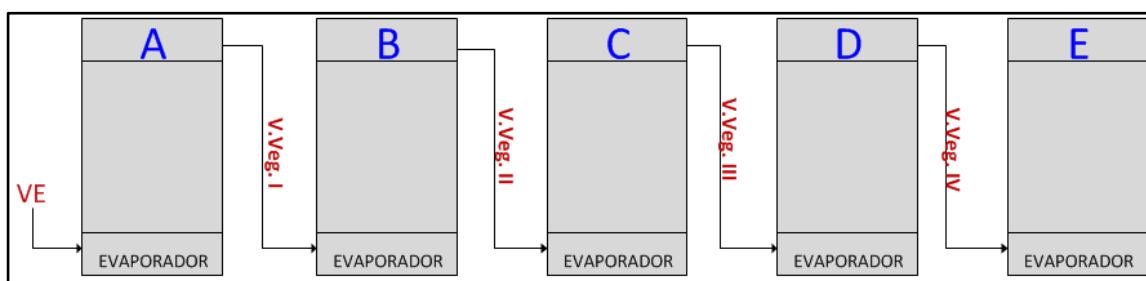 A
B
C
D
E
V.Veg. I
V.Veg. II
V.Veg. III
V.Veg. IV
VE
EVAPORADOR
EVAPORADOR
EVAPORADOR
EVAPORADOR
EVAPORADOR